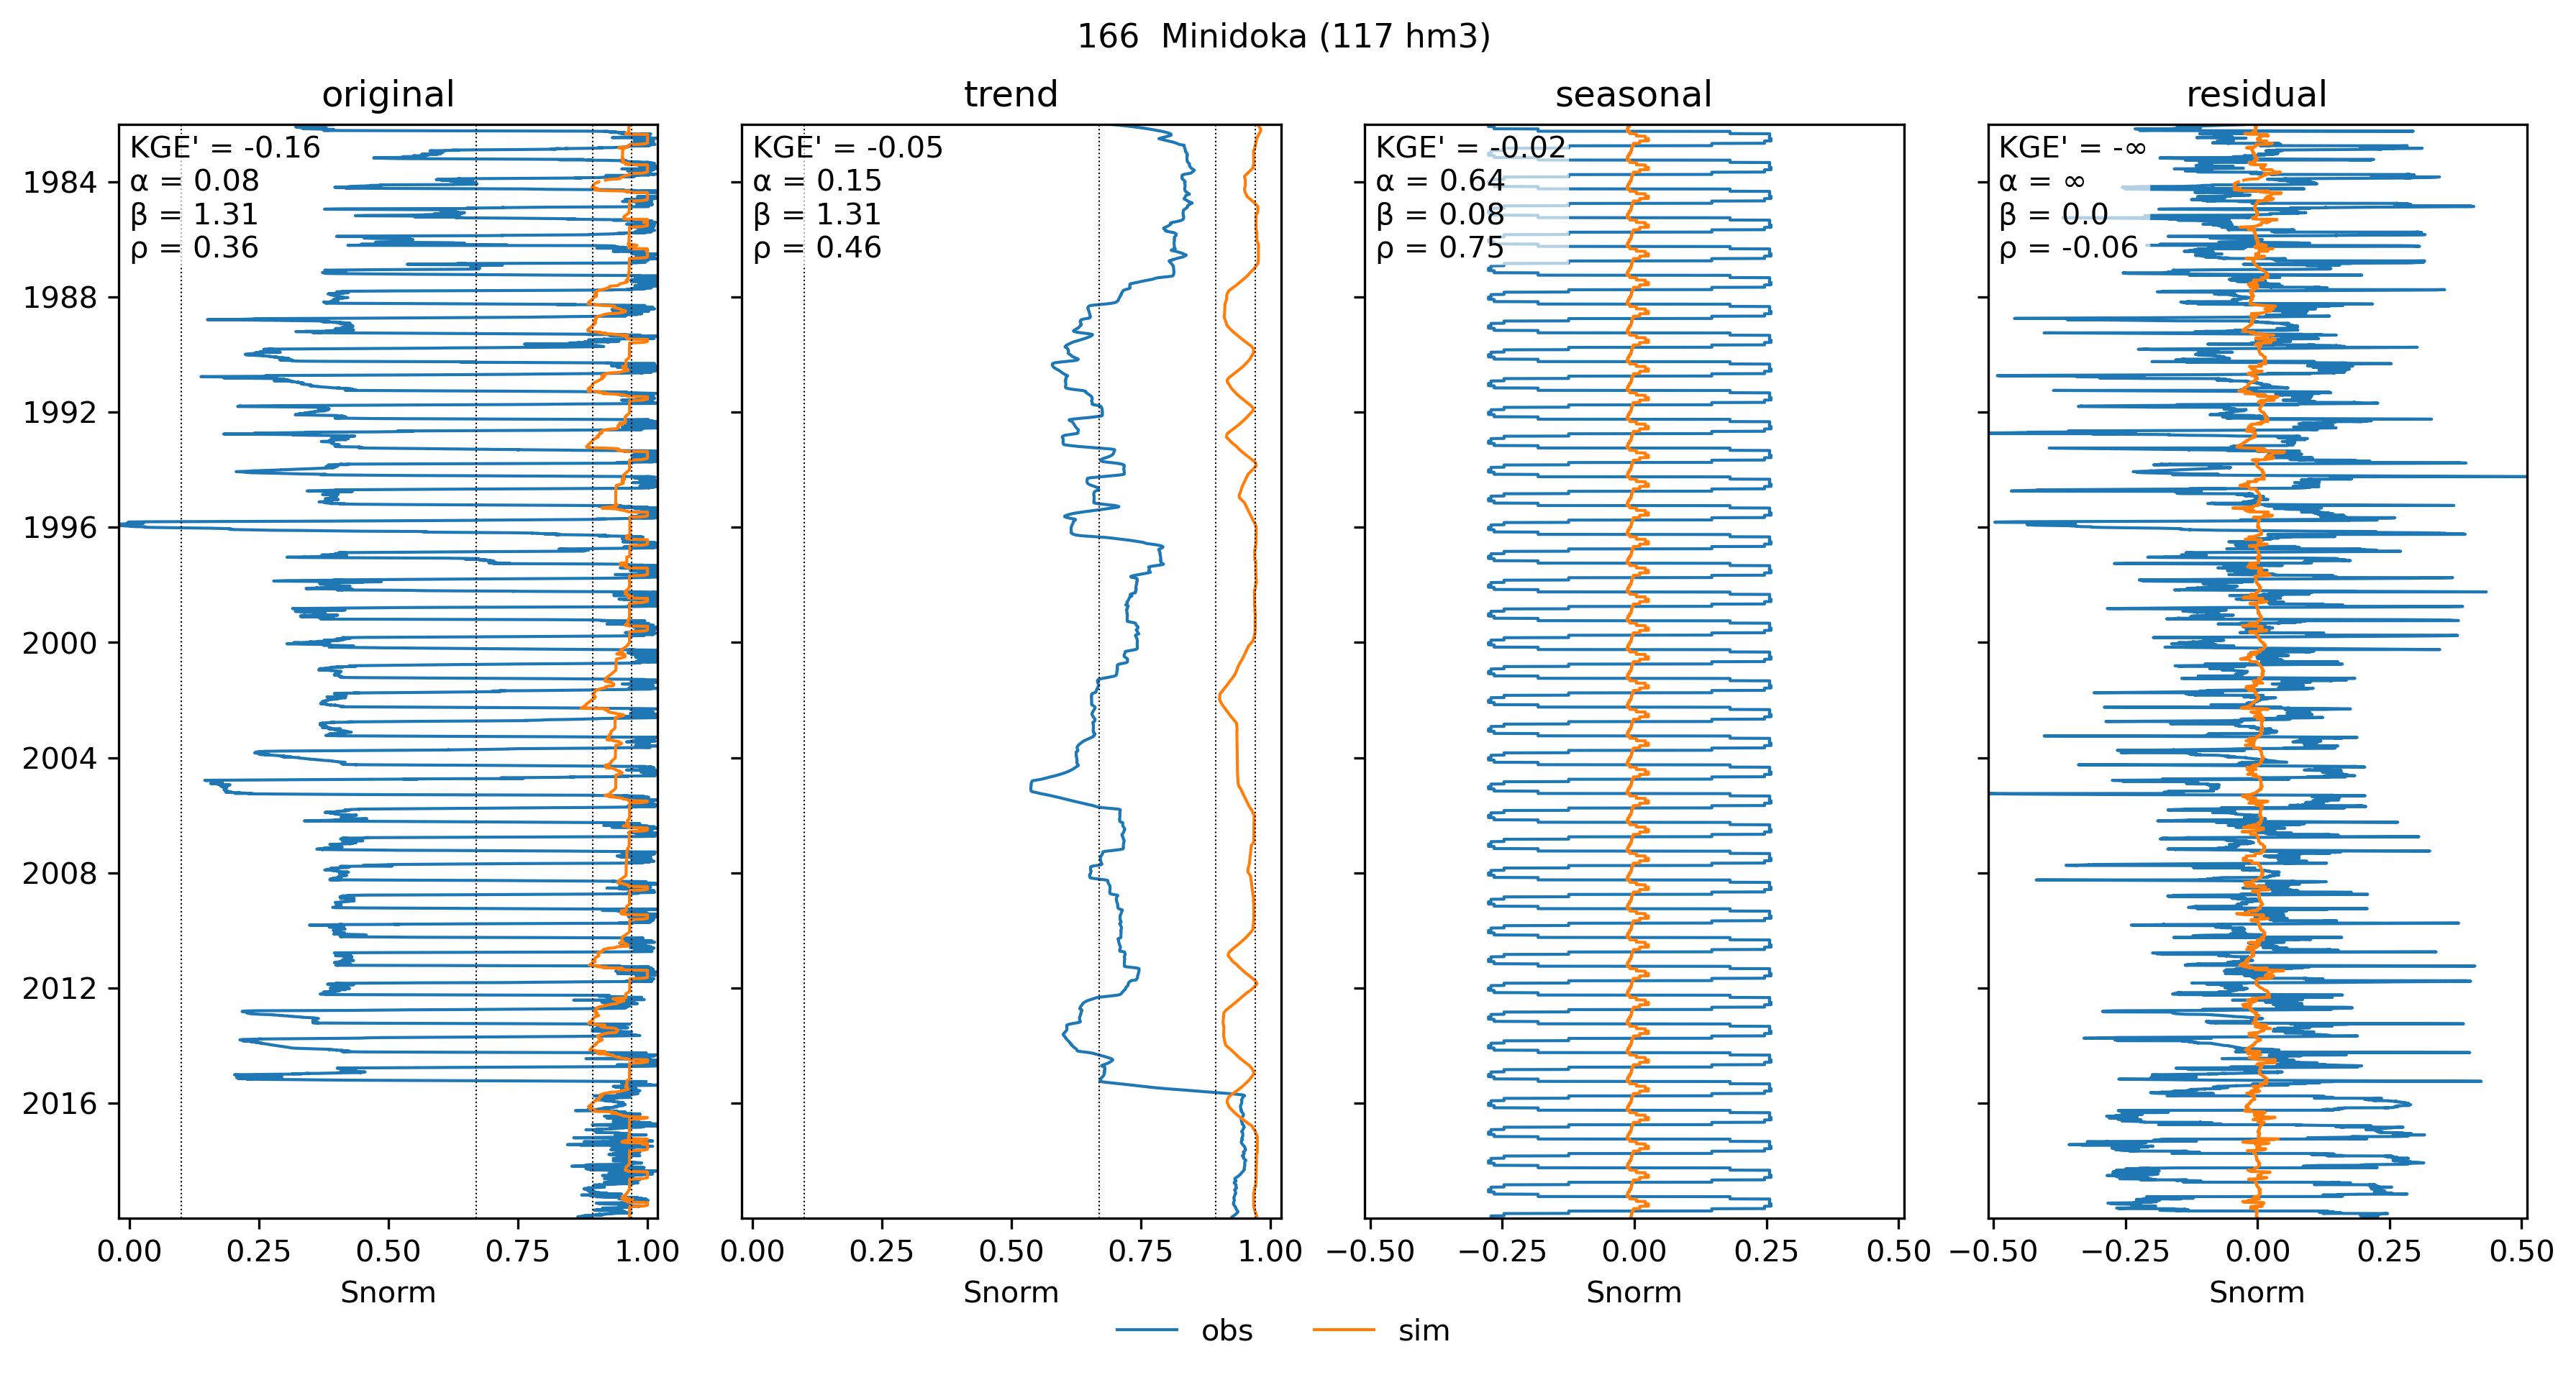 166  Minidoka (117 hm3)
original
trend
seasonal
residual
KGE' = -0.16
α = 0.08
β = 1.31
ρ = 0.36
KGE' = -0.05
α = 0.15
β = 1.31
ρ = 0.46
KGE' = -0.02
α = 0.64
β = 0.08
ρ = 0.75
KGE' = -∞
α = ∞
β = 0.0
ρ = -0.06
1984
1988
1992
1996
2000
2004
2008
2012
2016
0.00 0.25 0.50 0.75 1.00
0.00 0.25 0.50 0.75 1.00
−0.50 −0.25 0.00 0.25 0.50
−0.50 −0.25 0.00 0.25 0.50
Snorm
Snorm
Snorm
Snorm
obs
sim